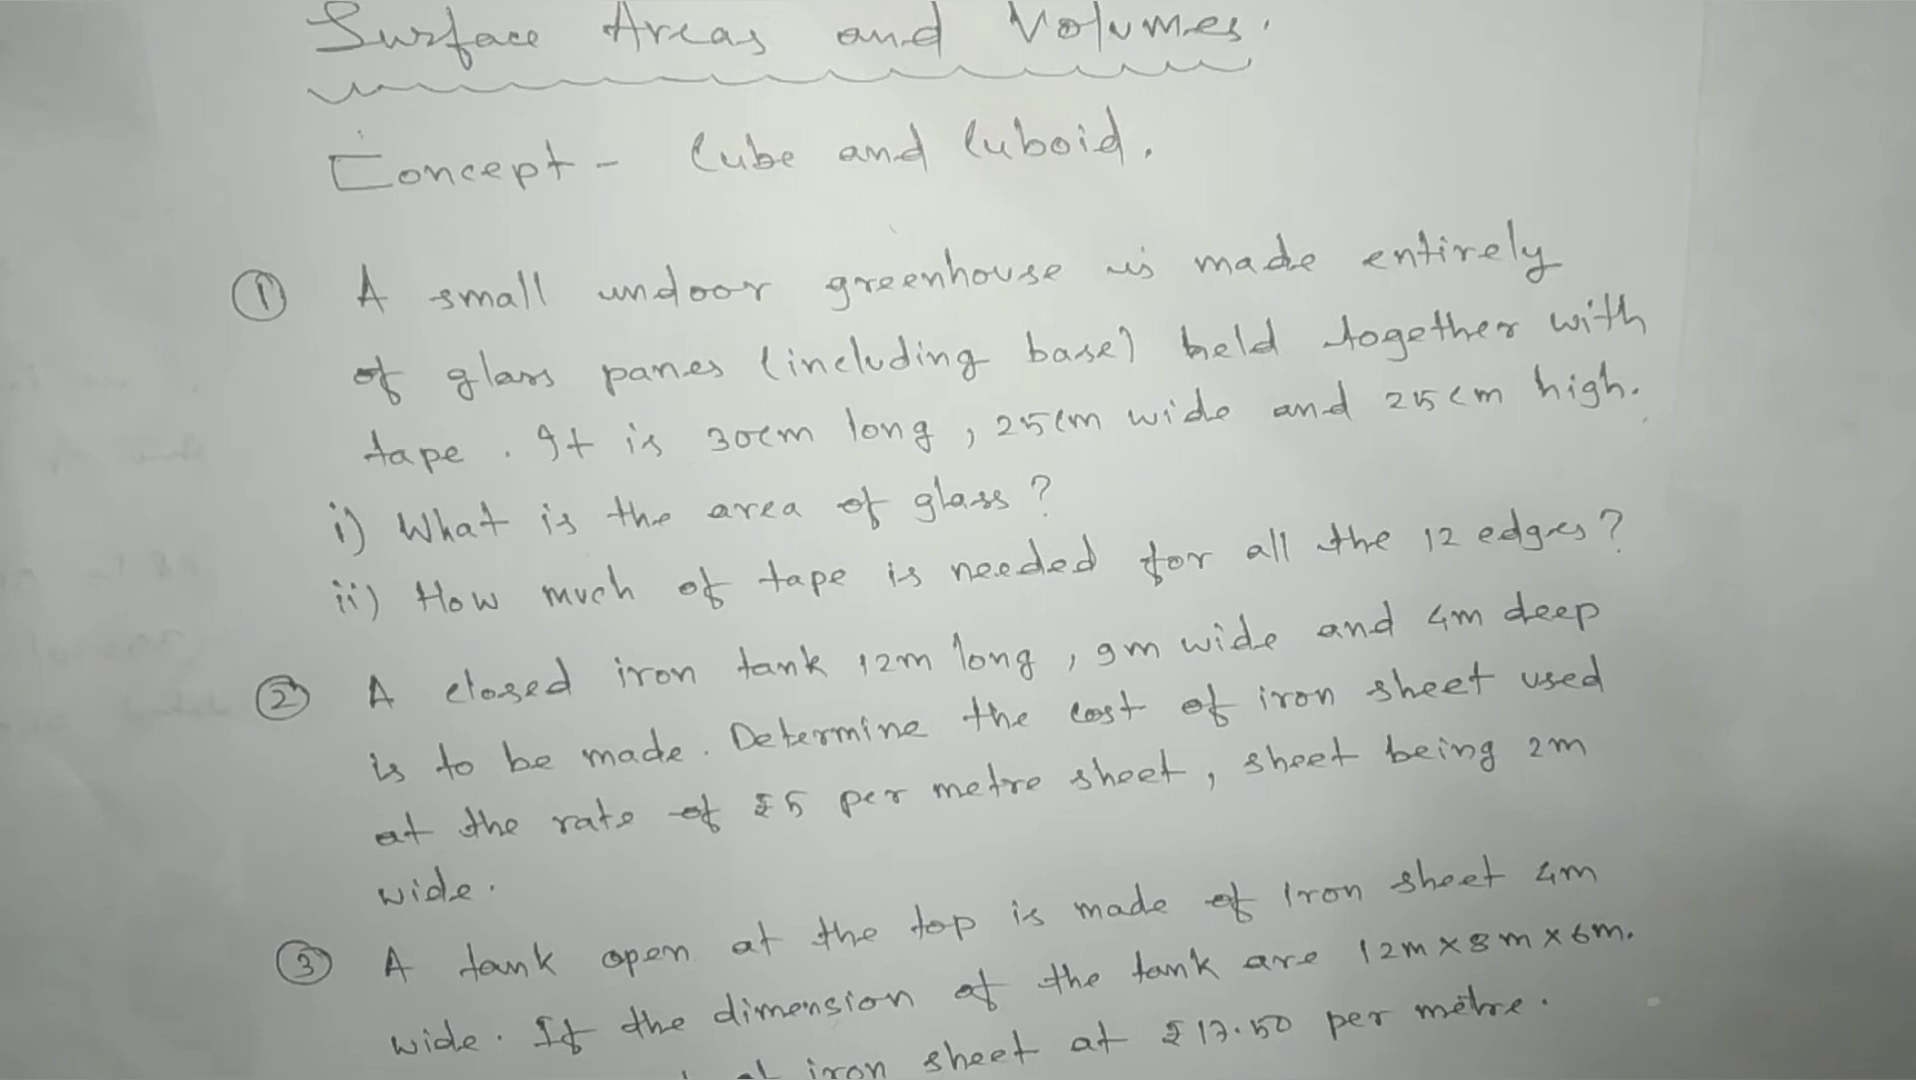 Surface Areas and Volumes.
Concept - Cube and Cuboid.
① A small indoor greenhouse is made entirely
of glass panes (including base) held together with
tape. It is 30cm long, 25cm wide and 25cm high.
i) What is the area of glass?
ii) How much of tape is needed for all the 12 edges?
② A closed iron tank 12m long, 9m wide and 4m deep
is to be made. Determine the cost of iron sheet used
at the rate of ₹5 per metre sheet, sheet being 2m
wide.
③ A tank open at the top is made of iron sheet 4m
wide. If the dimension of the tank are 12m x 8m x 6m.
iron sheet at ₹17.50 per metre.